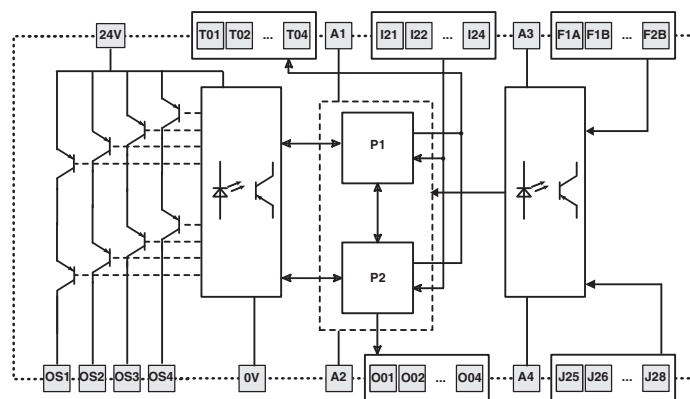 24V T01 T02 ... T04 A1 I21 I22 ... I24 A3 F1A F1B ... F2B
P1
P2
OS1 OS2 OS3 OS4 0V A2 O01 O02 ... O04 A4 J25 J26 ... J28